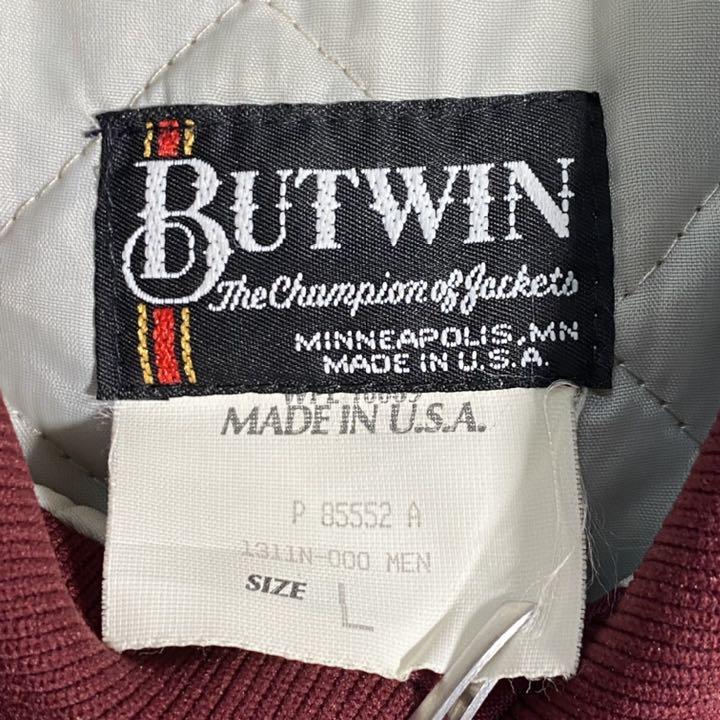 BUTWIN
The Champion of Jackets
MINNEAPOLIS, MN
MADE IN U.S.A.
MADE IN U.S.A.
P 85552 A
1311N-000 MEN
SIZE L